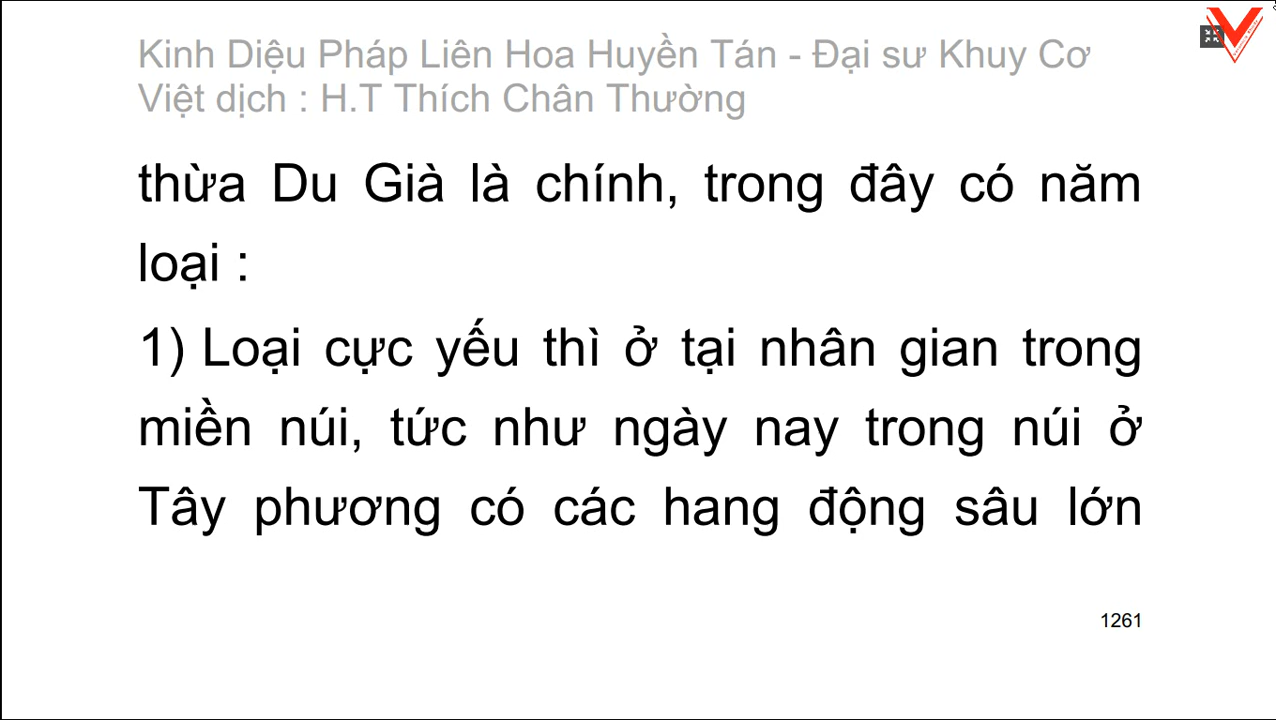 Kinh Diệu Pháp Liên Hoa Huyền Tán - Đại sư Khuy Cơ
Việt dịch : H.T Thích Chân Thường
thừa Du Già là chính, trong đây có năm
loại :
1) Loại cực yếu thì ở tại nhân gian trong
miền núi, tức như ngày nay trong núi ở
Tây phương có các hang động sâu lớn
1261